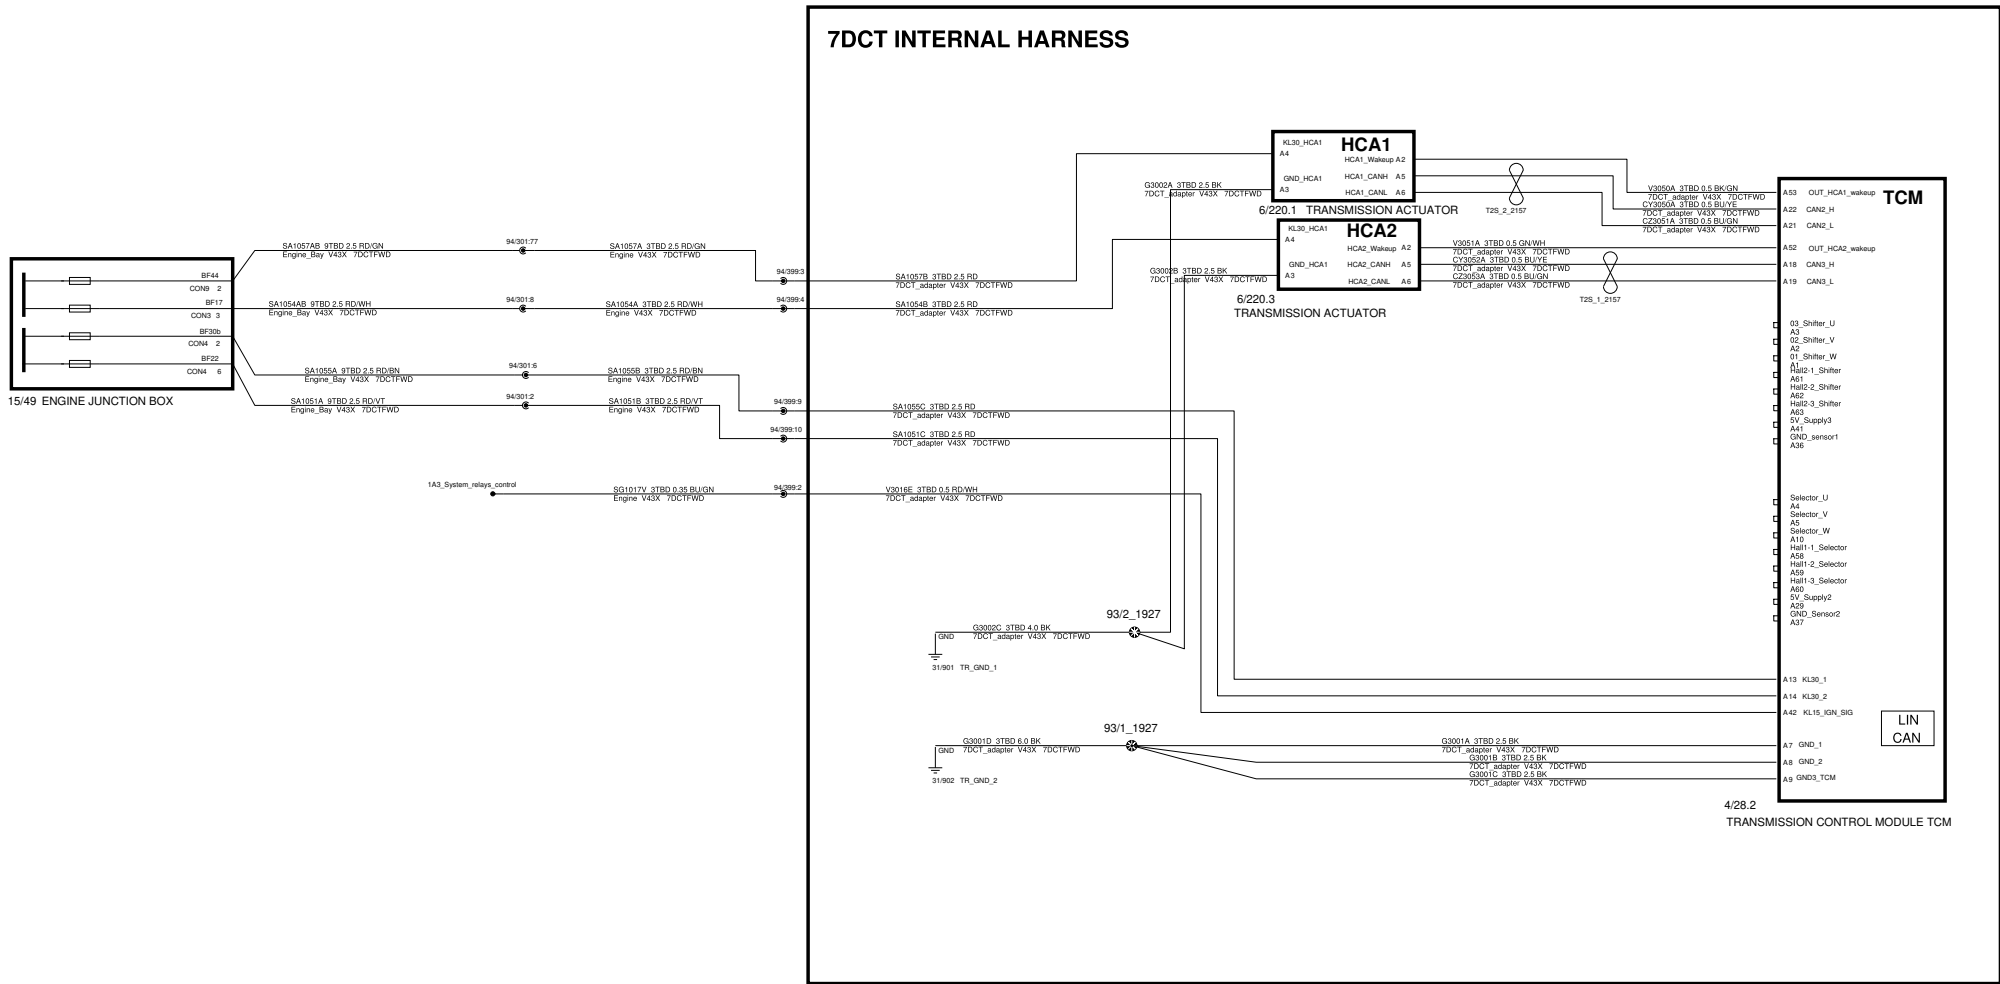 7DCT INTERNAL HARNESS
KL30_HCA1
HCA1
A4
HCA1_Wakeup A2
GND_HCA1
HCA1_CANH A5
A3
HCA1_CANL A6
G3002A 3TBD 2.5 BK
7DCT_adapter V43X 7DCTFWD
6/220.1 TRANSMISSION ACTUATOR
T2S_2_2157
KL30_HCA1
HCA2
A4
HCA2_Wakeup A2
GND_HCA1
HCA2_CANH A5
A3
HCA2_CANL A6
G3002B 3TBD 2.5 BK
7DCT_adapter V43X 7DCTFWD
6/220.3
TRANSMISSION ACTUATOR
T2S_1_2157
V3050A 3TBD 0.5 BK/GN
7DCT_adapter V43X 7DCTFWD
CY3050A 3TBD 0.5 BU/YE
7DCT_adapter V43X 7DCTFWD
CZ3051A 3TBD 0.5 BU/GN
7DCT_adapter V43X 7DCTFWD
V3051A 3TBD 0.5 GN/WH
7DCT_adapter V43X 7DCTFWD
CY3052A 3TBD 0.5 BU/YE
7DCT_adapter V43X 7DCTFWD
CZ3053A 3TBD 0.5 BU/GN
7DCT_adapter V43X 7DCTFWD
TCM
A53 OUT_HCA1_wakeup
A22 CAN2_H
A21 CAN2_L
A52 OUT_HCA2_wakeup
A18 CAN3_H
A19 CAN3_L
03_Shifter_U
A3
02_Shifter_V
A2
01_Shifter_W
A1
Hall2-1_Shifter
A61
Hall2-2_Shifter
A62
Hall2-3_Shifter
A63
5V_Supply3
A41
GND_sensor1
A36
Selector_U
A4
Selector_V
A5
Selector_W
A10
Hall1-1_Selector
A58
Hall1-2_Selector
A59
Hall1-3_Selector
A60
5V_Supply2
A29
GND_Sensor2
A37
A13 KL30_1
A14 KL30_2
A42 KL15_IGN_SIG
LIN
CAN
A7 GND_1
A8 GND_2
A9 GND3_TCM
4/28.2
TRANSMISSION CONTROL MODULE TCM
BF44
CON9 2
BF17
CON3 3
BF30b
CON4 2
BF22
CON4 6
15/49 ENGINE JUNCTION BOX
SA1057AB 9TBD 2.5 RD/GN
Engine_Bay V43X 7DCTFWD
94/301:77
SA1057A 3TBD 2.5 RD/GN
Engine V43X 7DCTFWD
94/399:3
SA1057B 3TBD 2.5 RD
7DCT_adapter V43X 7DCTFWD
SA1054AB 9TBD 2.5 RD/WH
Engine_Bay V43X 7DCTFWD
94/301:8
SA1054A 3TBD 2.5 RD/WH
Engine V43X 7DCTFWD
94/399:4
SA1054B 3TBD 2.5 RD
7DCT_adapter V43X 7DCTFWD
SA1055A 9TBD 2.5 RD/BN
Engine_Bay V43X 7DCTFWD
94/301:6
SA1055B 3TBD 2.5 RD/BN
Engine V43X 7DCTFWD
94/399:9
SA1055C 3TBD 2.5 RD
7DCT_adapter V43X 7DCTFWD
SA1051A 9TBD 2.5 RD/VT
Engine_Bay V43X 7DCTFWD
94/301:2
SA1051B 3TBD 2.5 RD/VT
Engine V43X 7DCTFWD
94/399:10
SA1051C 3TBD 2.5 RD
7DCT_adapter V43X 7DCTFWD
1A3_System_relays_control
SG1017V 3TBD 0.35 BU/GN
Engine V43X 7DCTFWD
94/399:2
V3016E 3TBD 0.5 RD/WH
7DCT_adapter V43X 7DCTFWD
93/2_1927
GND
G3002C 3TBD 4.0 BK
7DCT_adapter V43X 7DCTFWD
31/901 TR_GND_1
93/1_1927
GND
G3001D 3TBD 6.0 BK
7DCT_adapter V43X 7DCTFWD
31/902 TR_GND_2
G3001A 3TBD 2.5 BK
7DCT_adapter V43X 7DCTFWD
G3001B 3TBD 2.5 BK
7DCT_adapter V43X 7DCTFWD
G3001C 3TBD 2.5 BK
7DCT_adapter V43X 7DCTFWD